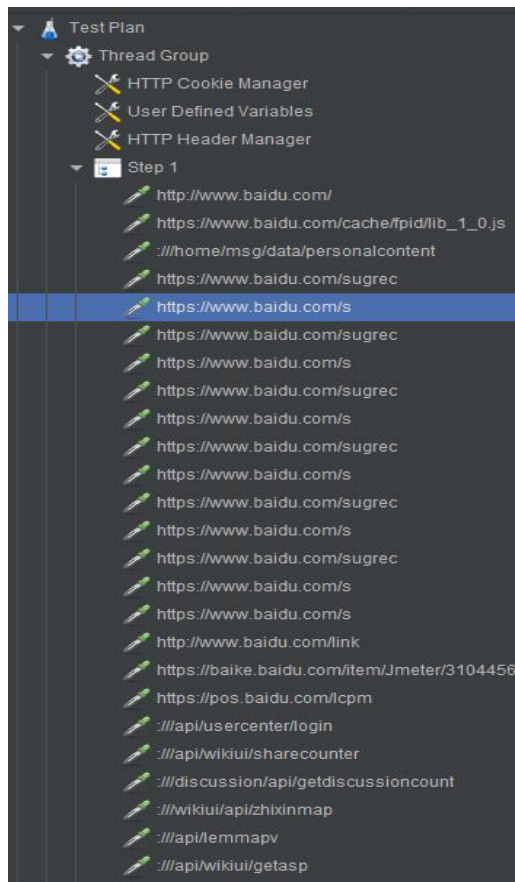 Test Plan
Thread Group
HTTP Cookie Manager
User Defined Variables
HTTP Header Manager
Step 1
http://www.baidu.com/
https://www.baidu.com/cache/fpid/lib_1_0.js
:///home/msg/data/personalcontent
https://www.baidu.com/sugrec
https://www.baidu.com/s
https://www.baidu.com/sugrec
https://www.baidu.com/s
https://www.baidu.com/sugrec
https://www.baidu.com/s
https://www.baidu.com/sugrec
https://www.baidu.com/s
https://www.baidu.com/sugrec
https://www.baidu.com/s
https://www.baidu.com/sugrec
https://www.baidu.com/s
https://www.baidu.com/s
http://www.baidu.com/link
https://baike.baidu.com/item/Jmeter/3104456
https://pos.baidu.com/lcpm
:///api/usercenter/login
:///api/wikiui/sharecounter
:///discussion/api/getdiscussioncount
:///wikiui/api/zhixinmap
:///api/lemmapv
:///api/wikiui/getasp